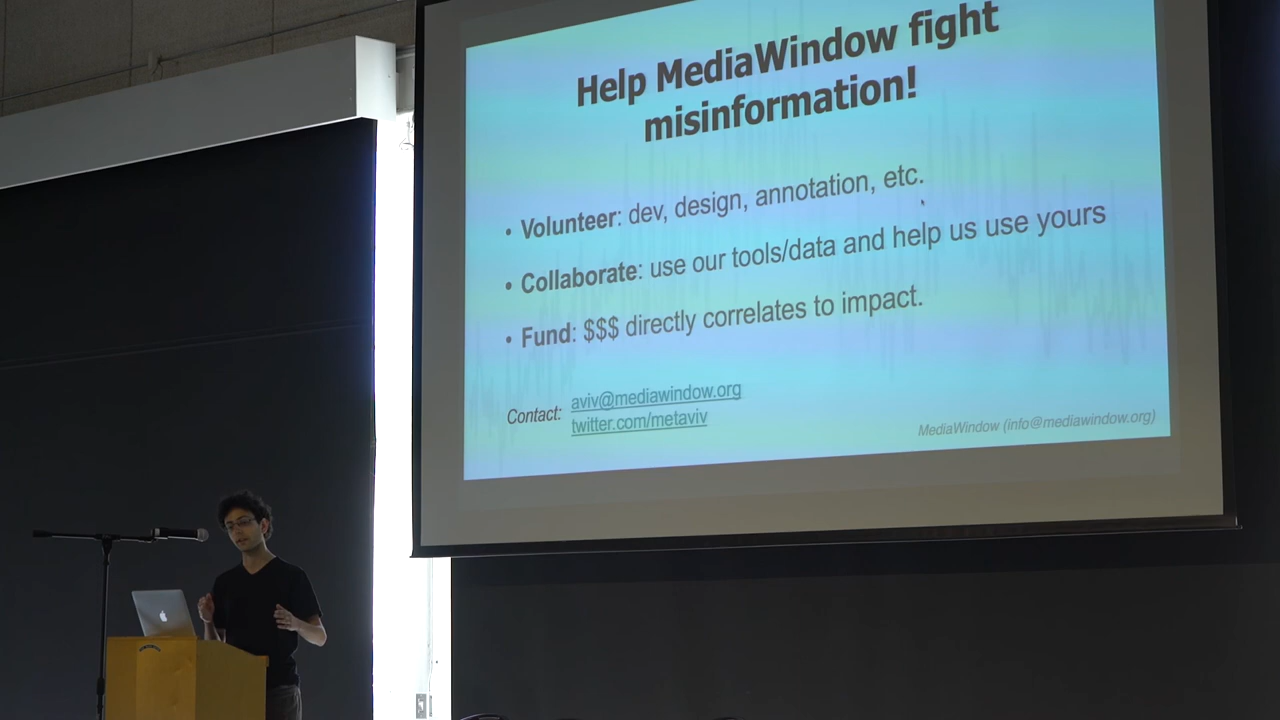 Help MediaWindow fight
misinformation!
• Volunteer: dev, design, annotation, etc.
• Collaborate: use our tools/data and help us use yours
• Fund: $$$ directly correlates to impact.
Contact: aviv@mediawindow.org
twitter.com/metaviv
MediaWindow (info@mediawindow.org)